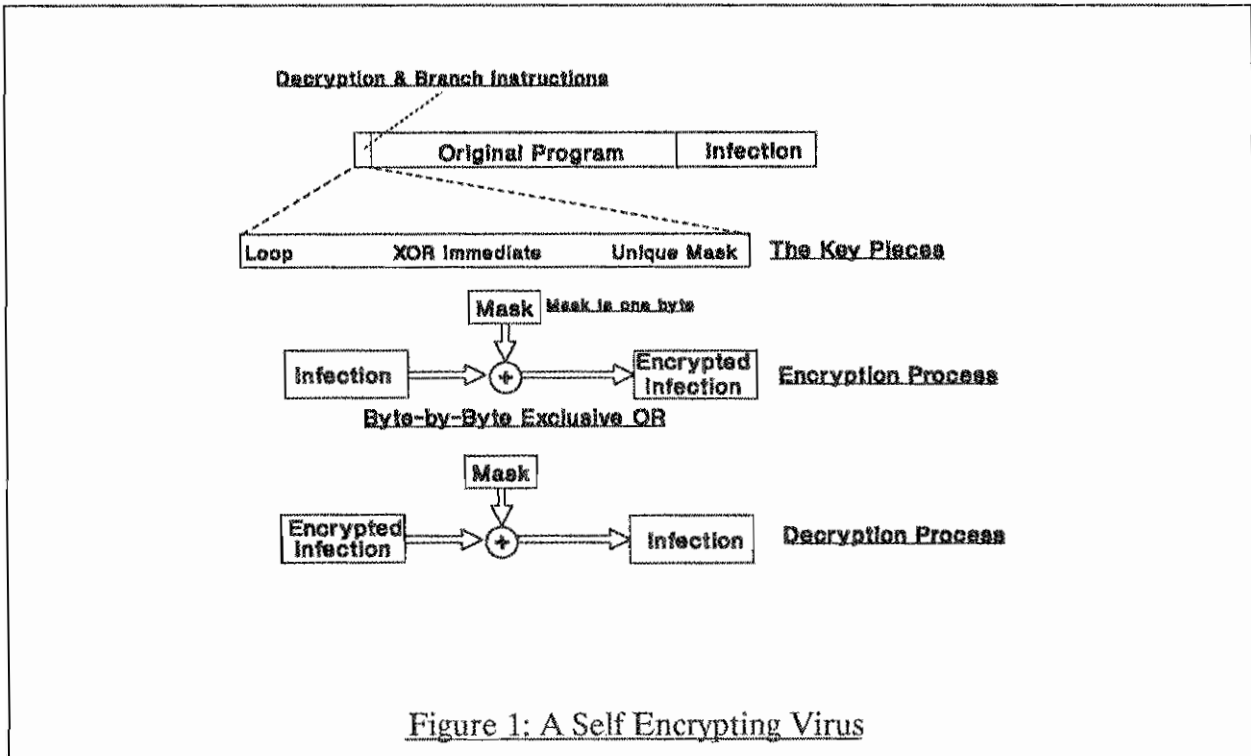 Decryption & Branch Instructions
Original Program Infection
Loop XOR Immediate Unique Mask The Key Pieces
Mask Mask is one byte
Infection + Encrypted Infection Encryption Process
Byte-by-Byte Exclusive OR
Mask
Encrypted Infection + Infection Decryption Process
Figure 1: A Self Encrypting Virus